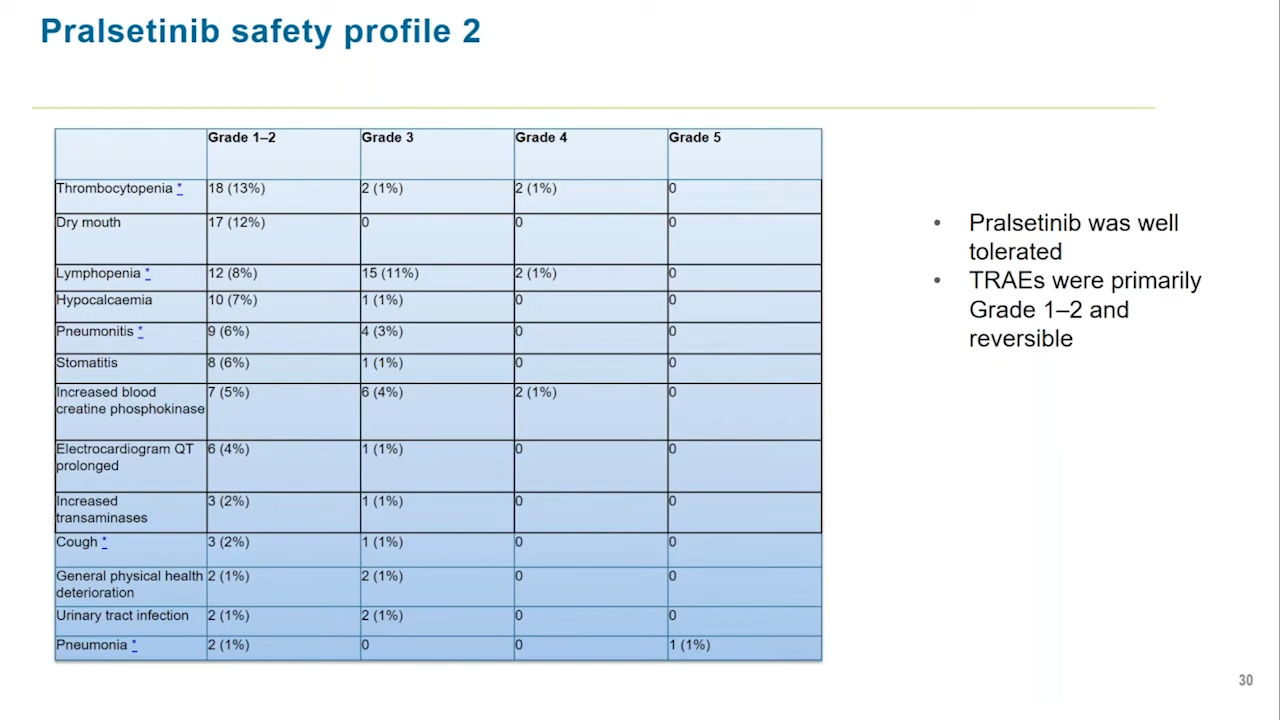 Pralsetinib safety profile 2
Grade 1–2 Grade 3 Grade 4 Grade 5
Thrombocytopenia * 18 (13%) 2 (1%) 2 (1%) 0
Dry mouth 17 (12%) 0 0 0
Lymphopenia * 12 (8%) 15 (11%) 2 (1%) 0
Hypocalcaemia 10 (7%) 1 (1%) 0 0
Pneumonitis * 9 (6%) 4 (3%) 0 0
Stomatitis 8 (6%) 1 (1%) 0 0
Increased blood 7 (5%) 6 (4%) 2 (1%) 0
creatine phosphokinase
Electrocardiogram QT 6 (4%) 1 (1%) 0 0
prolonged
Increased 3 (2%) 1 (1%) 0 0
transaminases
Cough * 3 (2%) 1 (1%) 0 0
General physical health 2 (1%) 2 (1%) 0 0
deterioration
Urinary tract infection 2 (1%) 2 (1%) 0 0
Pneumonia * 2 (1%) 0 0 1 (1%)
• Pralsetinib was well
tolerated
• TRAEs were primarily
Grade 1–2 and
reversible
30